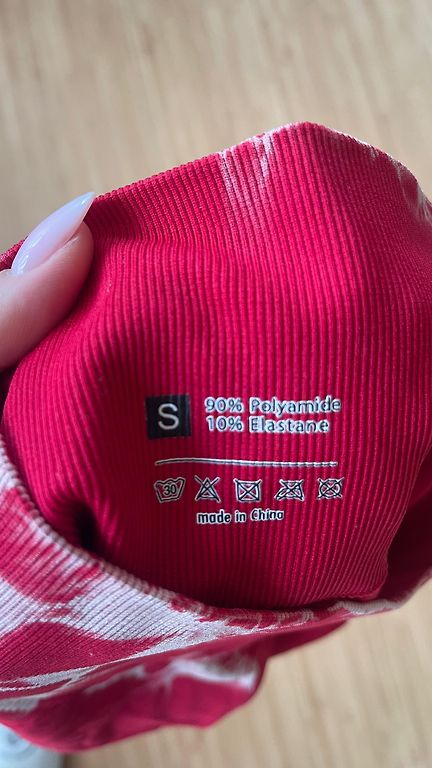 S
90% Polyamide
10% Elastane
30
made in China